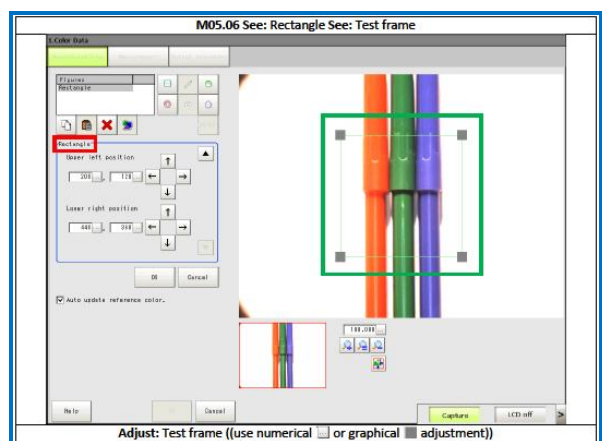 M05.06 See: Rectangle See: Test frame
1.Color Data
Figures
Rectangle
Rectangle
Upper left position
200 ... , 120 ...
Lower right position
440 ...
OK Cancel
Auto update reference color.
100.000 ...
Help Cancel
Capture LCD off >
Adjust: Test frame ((use numerical ... or graphical adjustment))